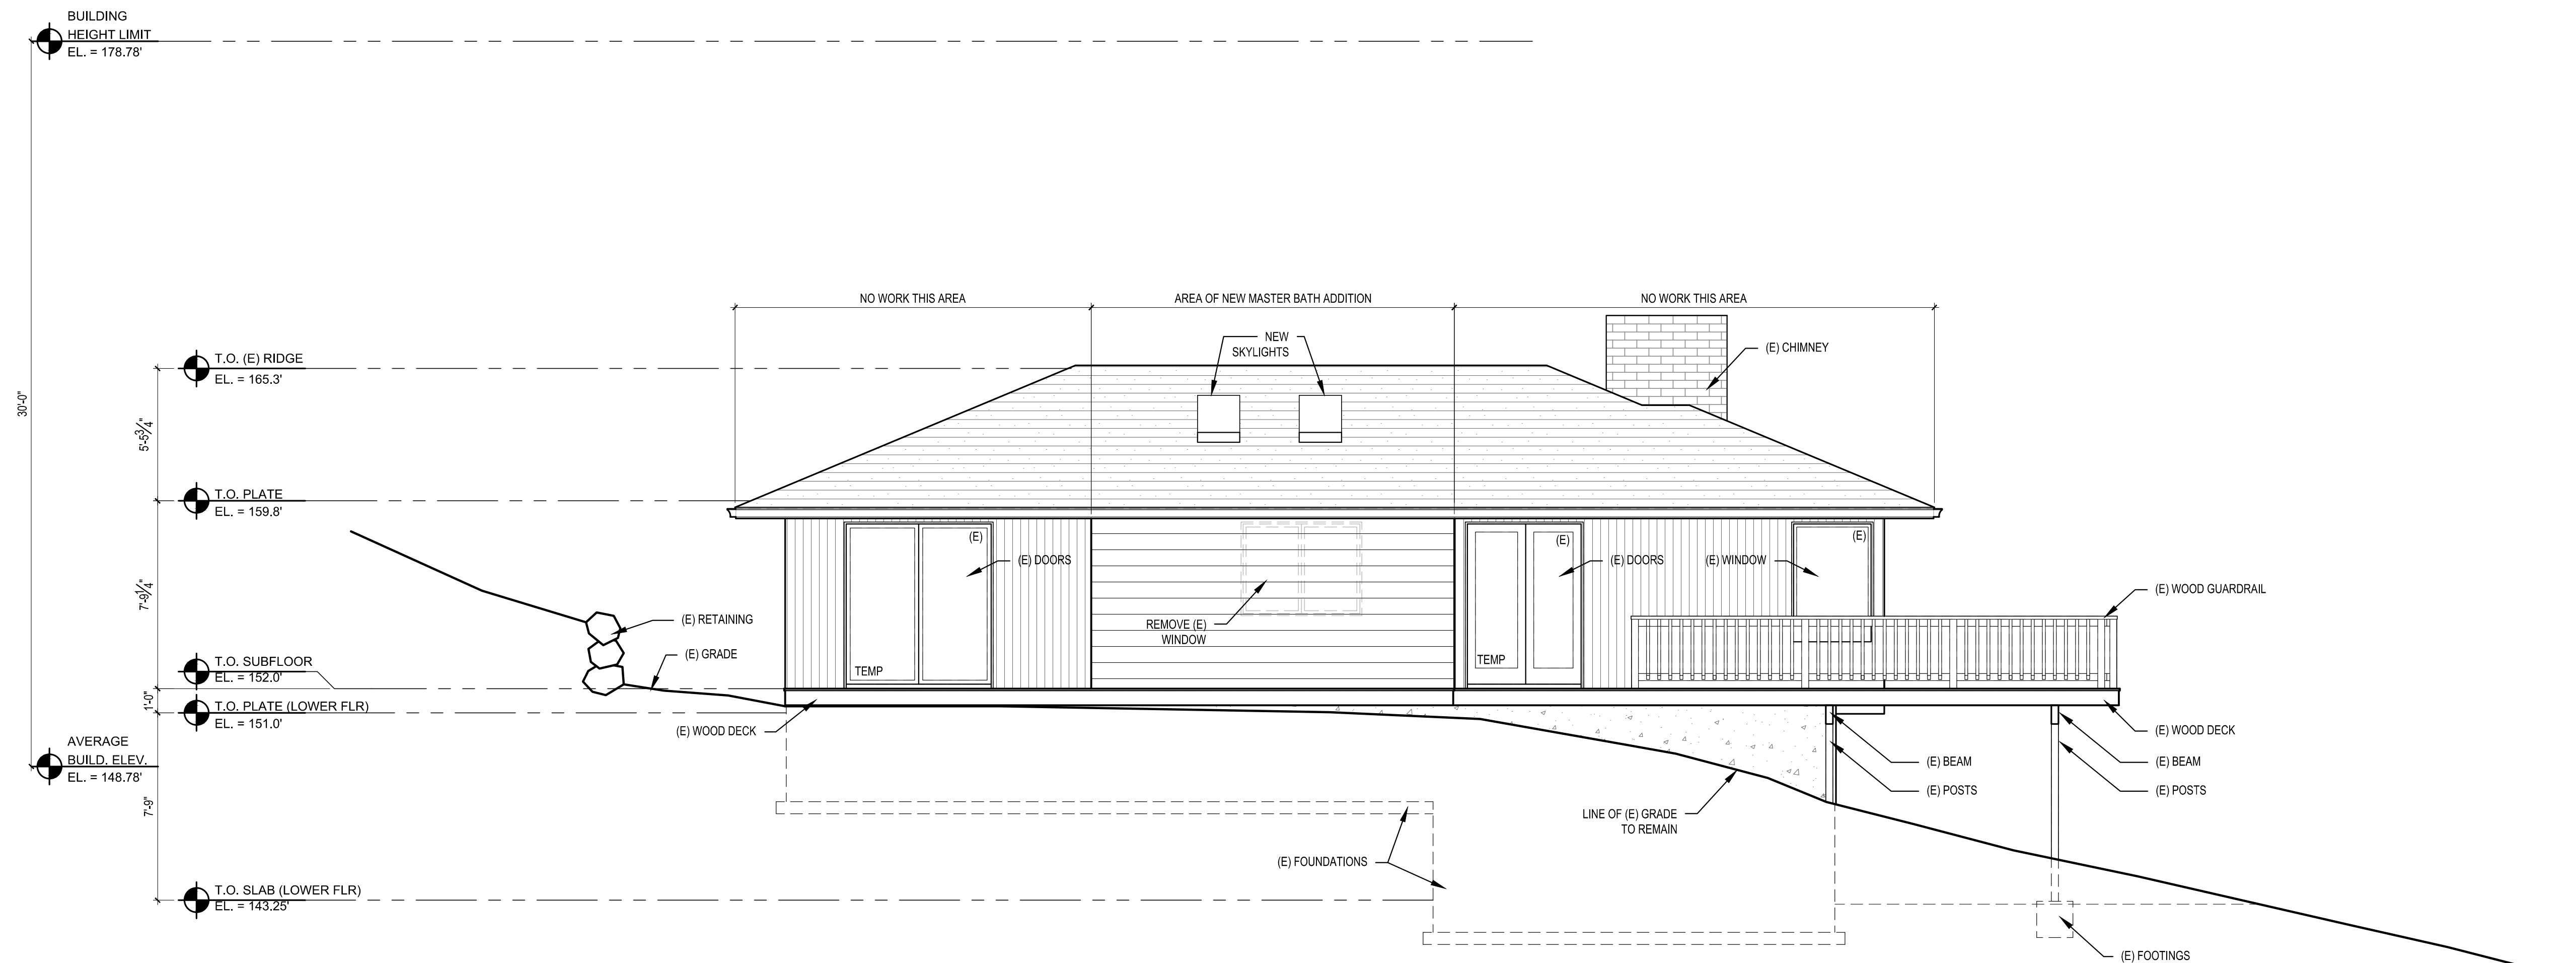 BUILDING
HEIGHT LIMIT
EL. = 178.78'
NO WORK THIS AREA
AREA OF NEW MASTER BATH ADDITION
NO WORK THIS AREA
NEW
SKYLIGHTS
(E) CHIMNEY
T.O. (E) RIDGE
EL. = 165.3'
30'-0"
5'-5 3/4"
T.O. PLATE
EL. = 159.8'
(E)
(E) DOORS
(E)
(E) DOORS
(E) WINDOW
(E)
7'-9 1/4"
(E) WOOD GUARDRAIL
(E) RETAINING
REMOVE (E)
WINDOW
(E) GRADE
T.O. SUBFLOOR
EL. = 152.0'
TEMP
TEMP
1'-0"
T.O. PLATE (LOWER FLR)
EL. = 151.0'
(E) WOOD DECK
(E) WOOD DECK
AVERAGE
BUILD. ELEV.
EL. = 148.78'
(E) BEAM
(E) BEAM
(E) POSTS
(E) POSTS
7'-9"
LINE OF (E) GRADE
TO REMAIN
(E) FOUNDATIONS
T.O. SLAB (LOWER FLR)
EL. = 143.25'
(E) FOOTINGS